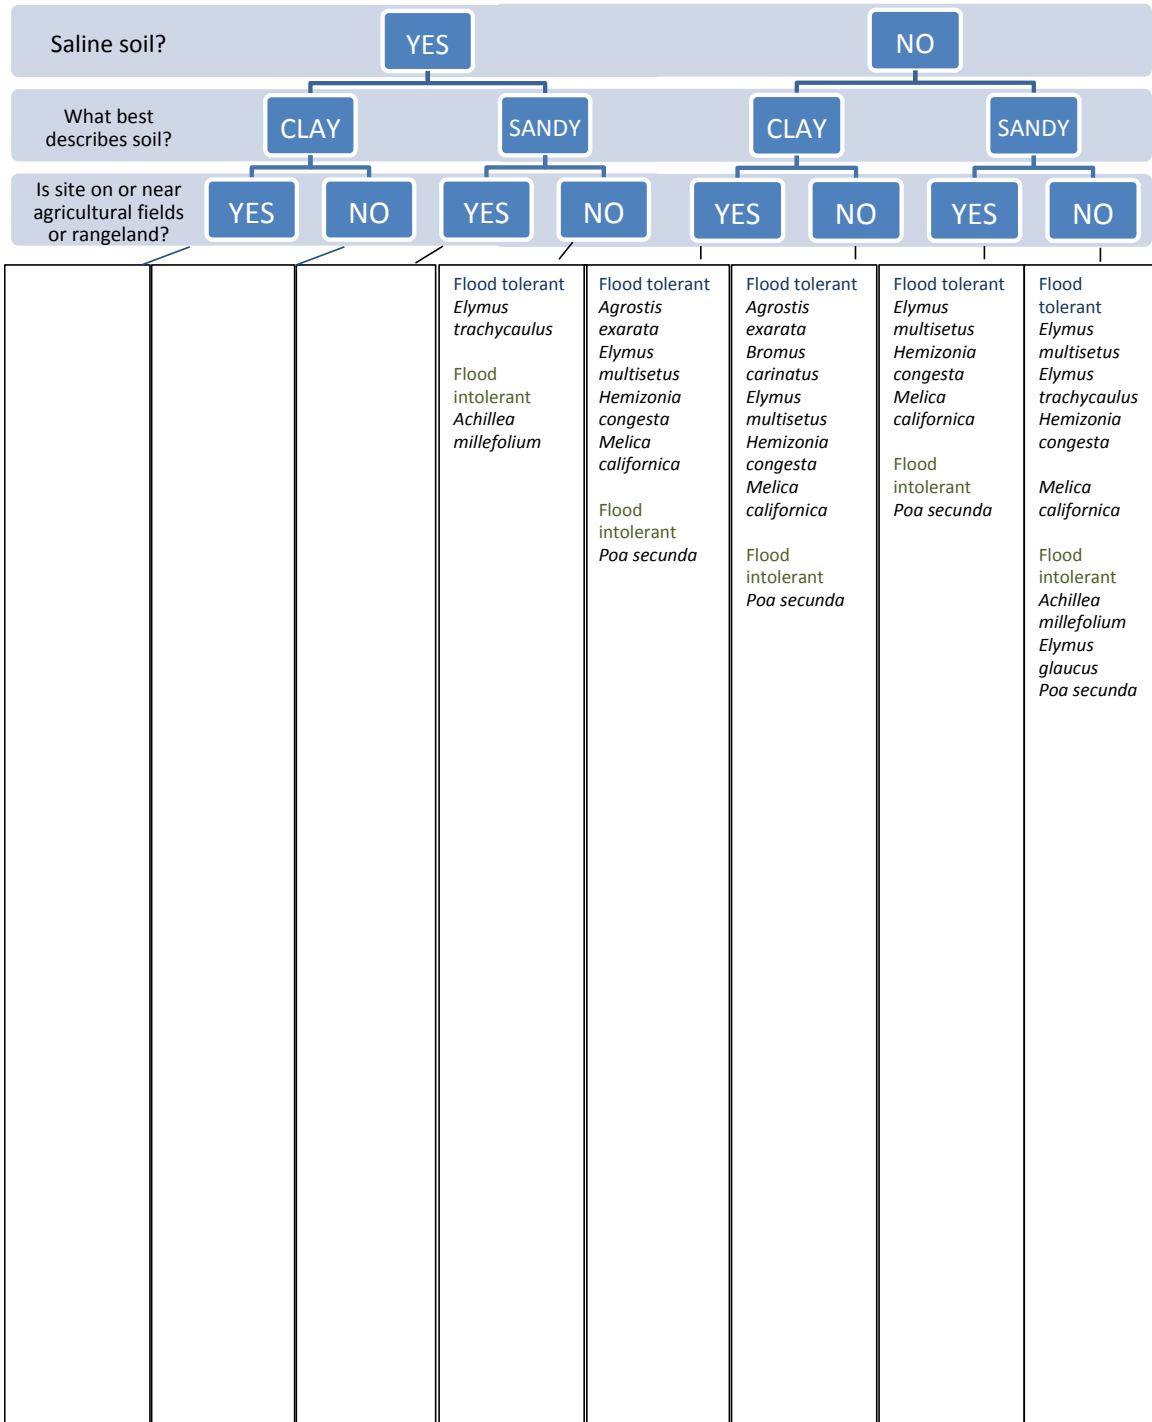 Saline soil?
YES
NO
What best
describes soil?
CLAY
SANDY
CLAY
SANDY
Is site on or near
agricultural fields
or rangeland?
YES
NO
YES
NO
YES
NO
YES
NO
Flood tolerant
Elymus
trachycaulus
Flood
intolerant
Achillea
millefolium
Flood tolerant
Agrostis
exarata
Elymus
multisetus
Hemizonia
congesta
Melica
californica
Flood
intolerant
Poa secunda
Flood tolerant
Agrostis
exarata
Bromus
carinatus
Elymus
multisetus
Hemizonia
congesta
Melica
californica
Flood
intolerant
Poa secunda
Flood tolerant
Elymus
multisetus
Hemizonia
congesta
Melica
californica
Flood
intolerant
Poa secunda
Flood
tolerant
Elymus
multisetus
Elymus
trachycaulus
Hemizonia
congesta
Melica
californica
Flood
intolerant
Achillea
millefolium
Elymus
glaucus
Poa secunda